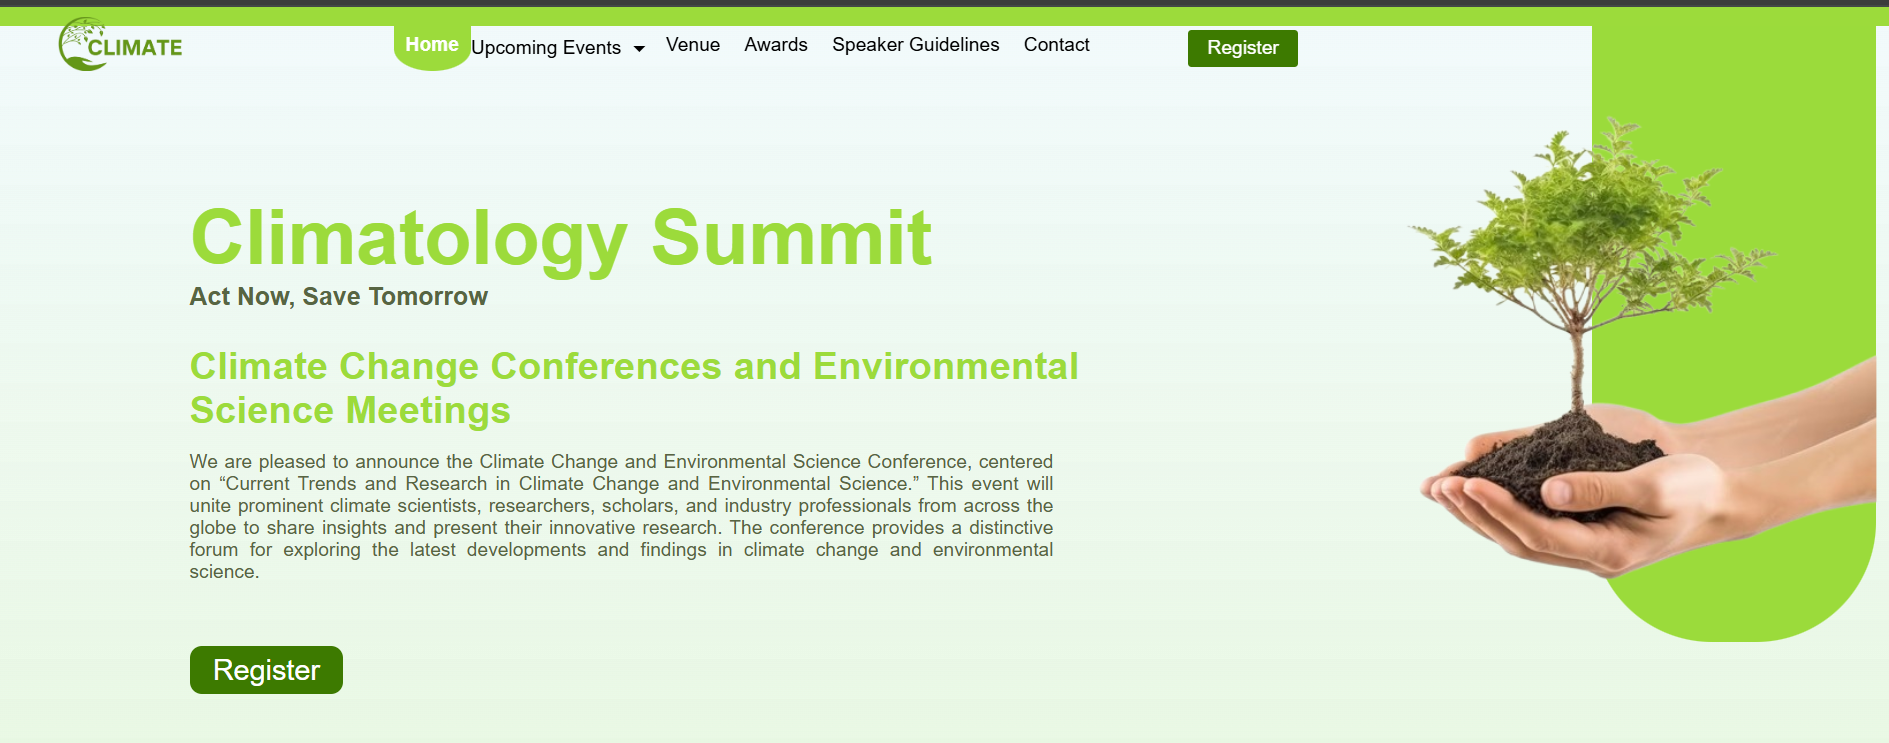 CLIMATE
Home Upcoming Events Venue Awards Speaker Guidelines Contact Register
Climatology Summit
Act Now, Save Tomorrow
Climate Change Conferences and Environmental
Science Meetings
We are pleased to announce the Climate Change and Environmental Science Conference, centered
on “Current Trends and Research in Climate Change and Environmental Science.” This event will
unite prominent climate scientists, researchers, scholars, and industry professionals from across the
globe to share insights and present their innovative research. The conference provides a distinctive
forum for exploring the latest developments and findings in climate change and environmental
science.
Register